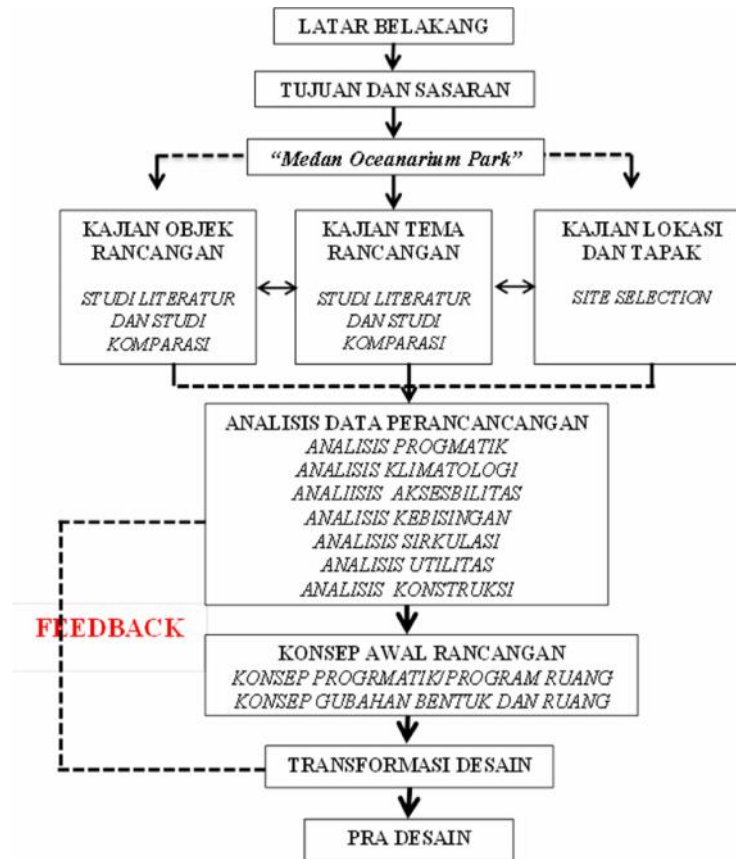 LATAR BELAKANG
TUJUAN DAN SASARAN
“Medan Oceanarium Park”
KAJIAN OBJEK
RANCANGAN
STUDI LITERATUR
DAN STUDI
KOMPARASI
KAJIAN TEMA
RANCANGAN
STUDI LITERATUR
DAN STUDI
KOMPARASI
KAJIAN LOKASI
DAN TAPAK
SITE SELECTION
ANALISIS DATA PERANCANCANGAN
ANALISIS PROGMATIK
ANALISIS KLIMATOLOGI
ANALIISIS AKSESBILITAS
ANALISIS KEBISINGAN
ANALISIS SIRKULASI
ANALISIS UTILITAS
ANALISIS KONSTRUKSI
FEEDBACK
KONSEP AWAL RANCANGAN
KONSEP PROGRMATIK/PROGRAM RUANG
KONSEP GUBAHAN BENTUK DAN RUANG
TRANSFORMASI DESAIN
PRA DESAIN